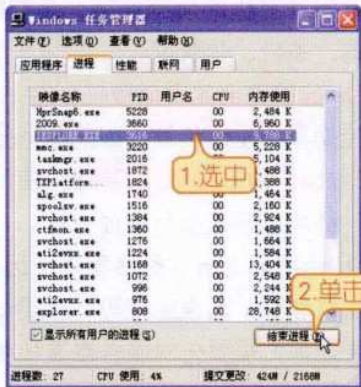 Windows 任务管理器
文件(F) 选项(O) 查看(V) 帮助(H)
应用程序 进程 性能 联网 用户
映像名称 PID 用户名 CPU 内存使用
HprSnap6.exe 5228 00 2,484 K
2009.exe 3660 00 6,960 K
IEXPLORE.EXE 3616 00
mmc.exe 3220 00 5,228 K
taskmgr.exe 2016 00 5,104 K
svchost.exe 1872 00 ,488 K
TXPlatform... 1824 00 ,388 K
alg.exe 1740 00 1,464 K
spoolsv.exe 1516 00 2,160 K
svchost.exe 1384 00 2,924 K
ctfmon.exe 1360 00 1,488 K
svchost.exe 1276 00 1,664 K
ati2evxx.exe 1224 00 1,584 K
svchost.exe 1168 00 13,404 K
svchost.exe 1072 00 2,548 K
svchost.exe 996 00 2,244 K
ati2evxx.exe 976 00 1,592 K
explorer.exe 808 00 28,748 K
1.选中
2.单击
显示所有用户的进程(S) 结束进程
进程数: 27 CPU 使用: 4% 提交更改: 424M / 2168M